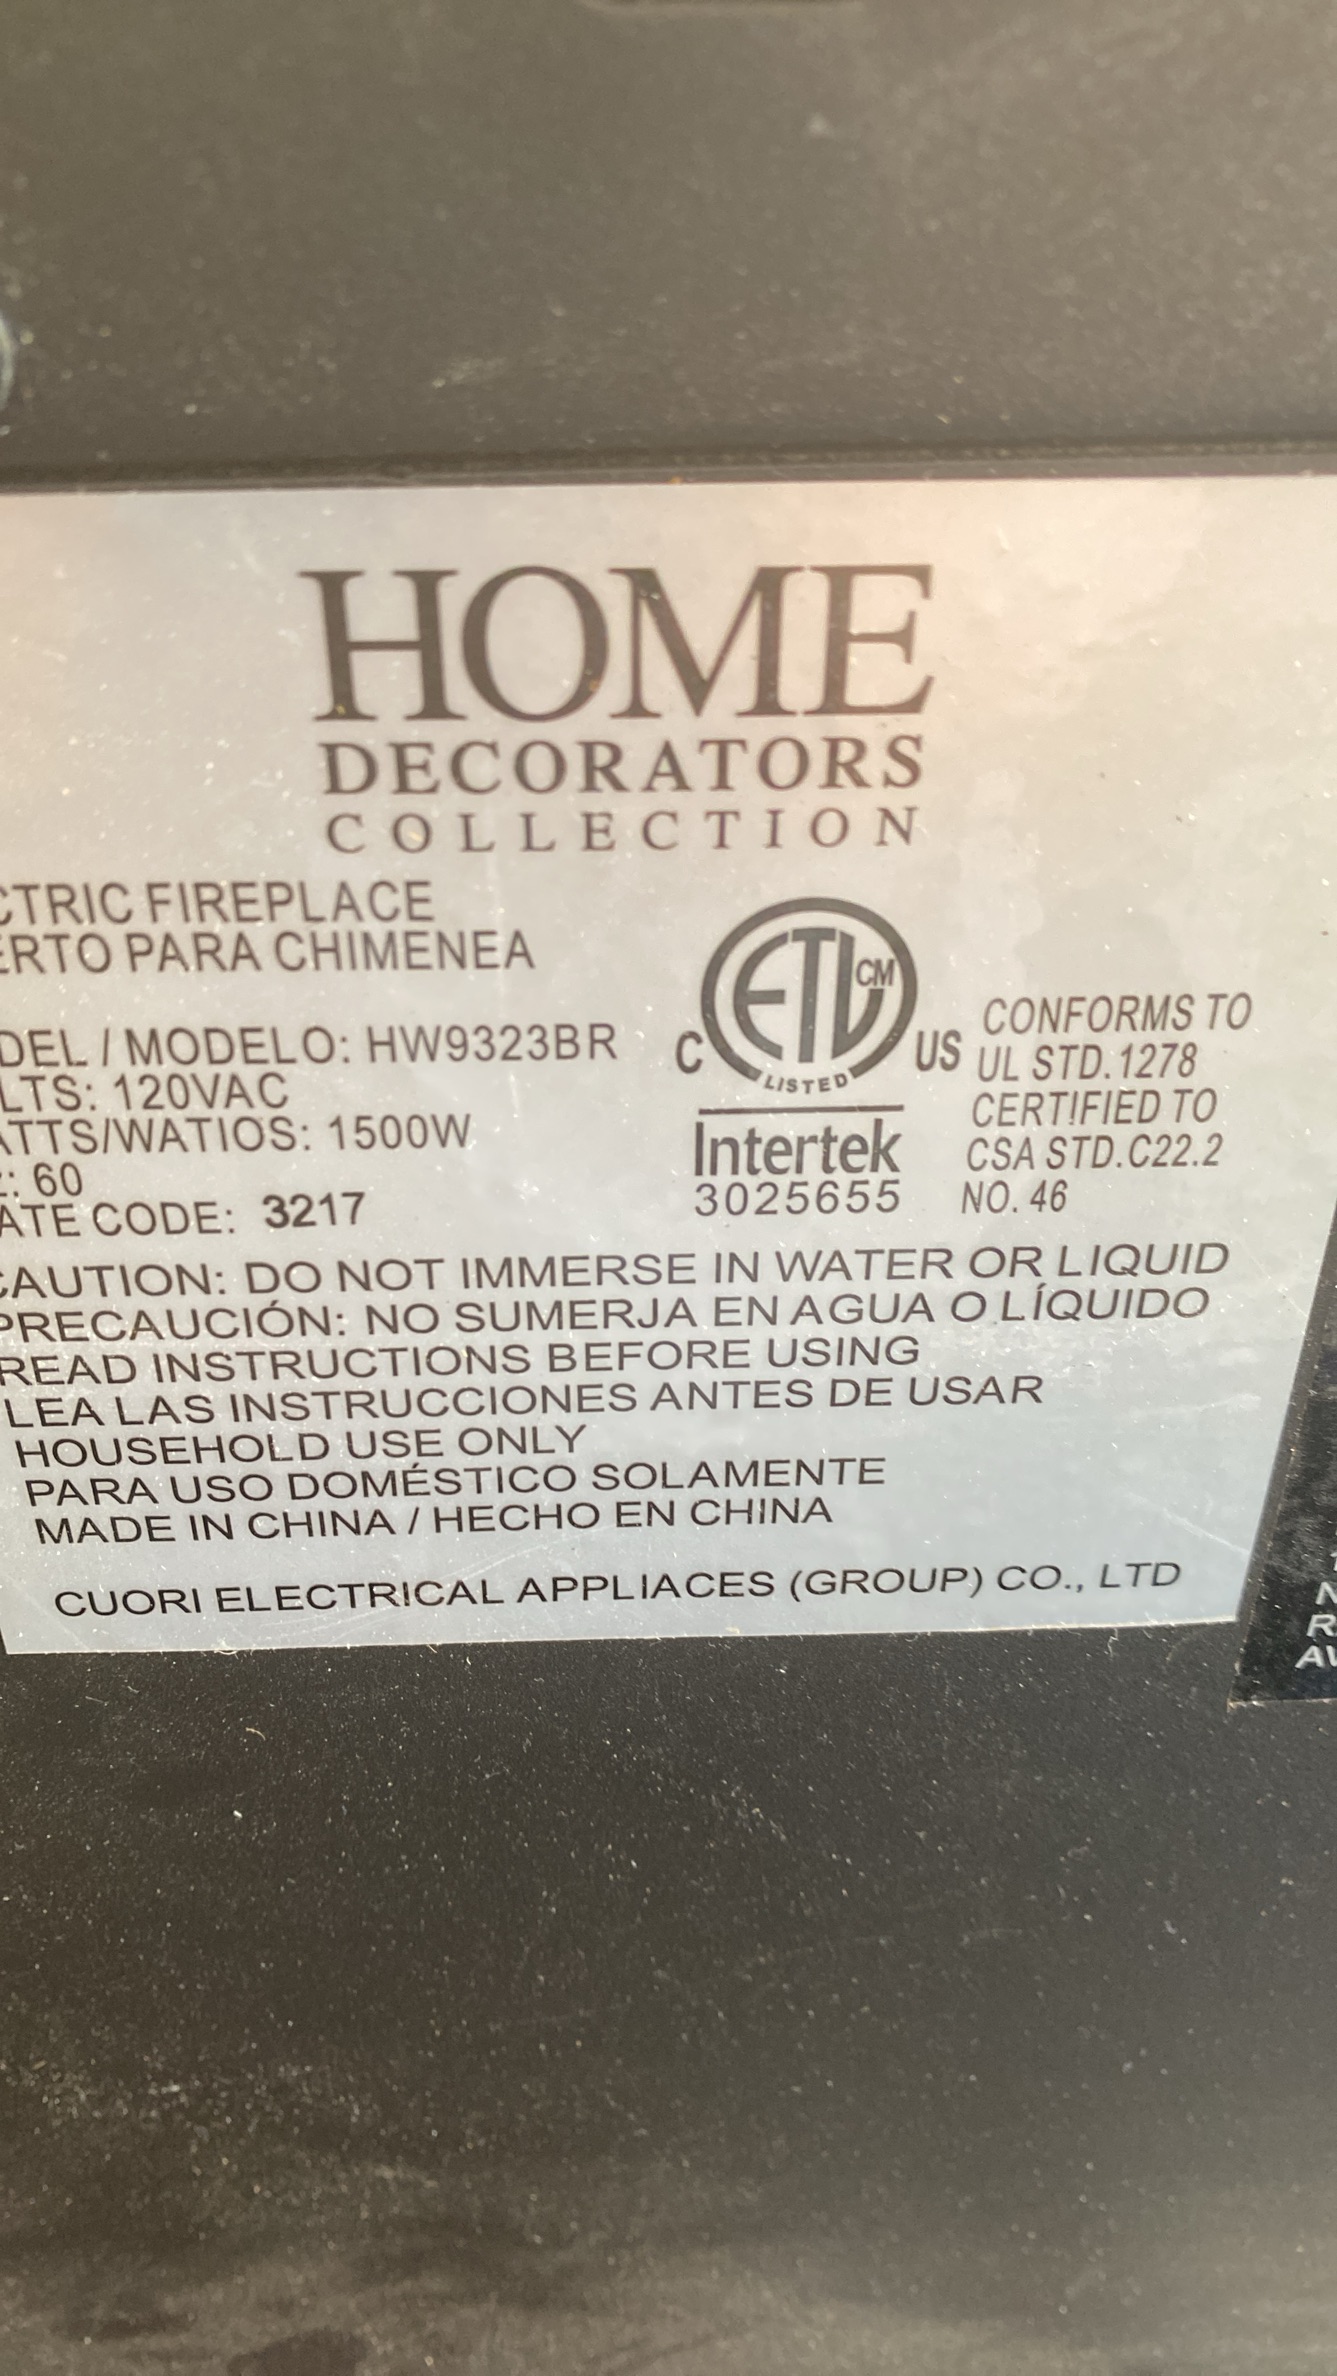 HOME
DECORATORS
COLLECTION
CTRIC FIREPLACE
ERTO PARA CHIMENEA
DEL / MODELO: HW9323BR
LTS: 120VAC
ATTS/WATIOS: 1500W
: 60
ATE CODE: 3217
C ETL CM US
LISTED
Intertek
3025655
CONFORMS TO
UL STD.1278
CERTIFIED TO
CSA STD.C22.2
NO. 46
CAUTION: DO NOT IMMERSE IN WATER OR LIQUID
PRECAUCIÓN: NO SUMERJA EN AGUA O LÍQUIDO
READ INSTRUCTIONS BEFORE USING
LEA LAS INSTRUCCIONES ANTES DE USAR
HOUSEHOLD USE ONLY
PARA USO DOMÉSTICO SOLAMENTE
MADE IN CHINA / HECHO EN CHINA
CUORI ELECTRICAL APPLIACES (GROUP) CO., LTD